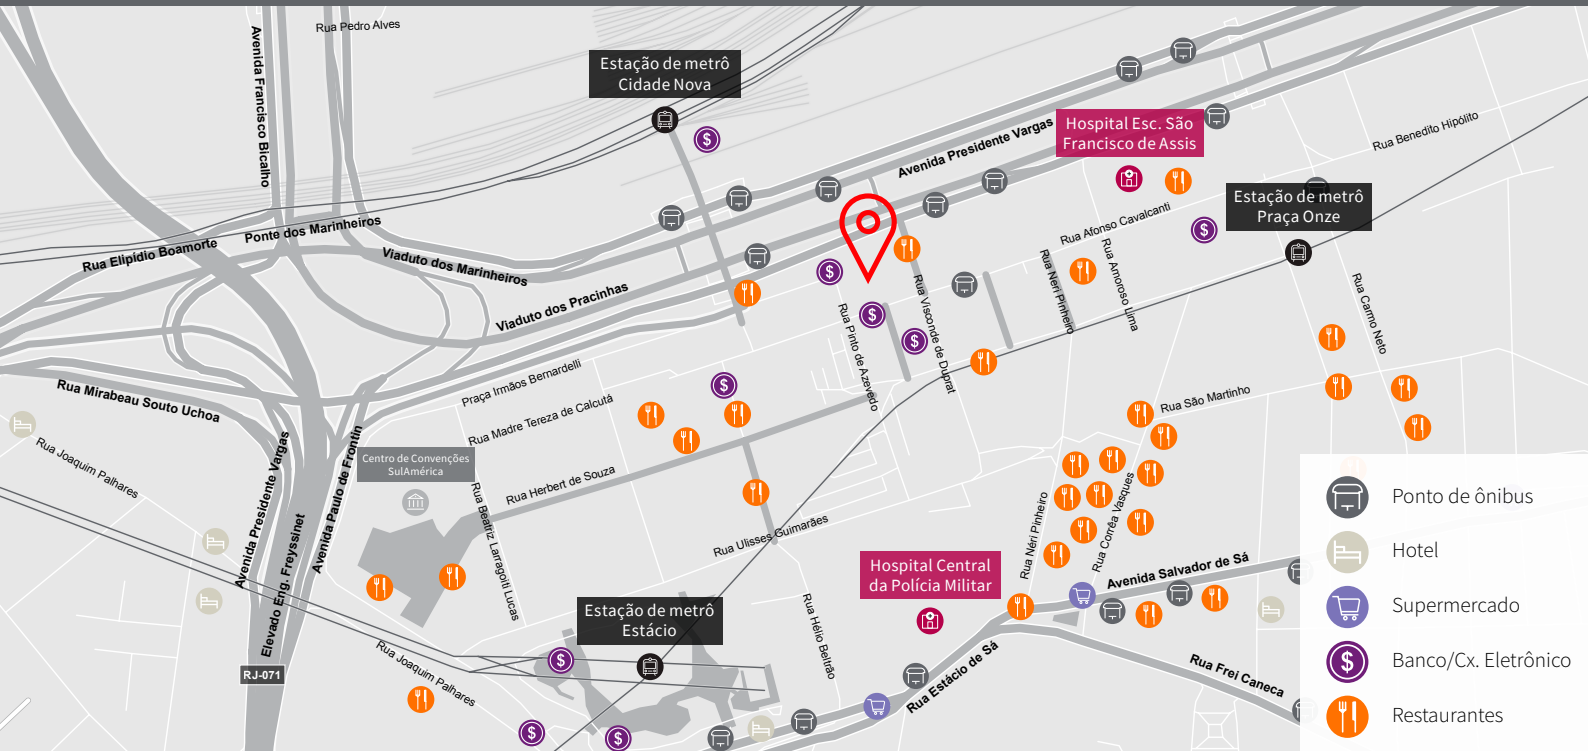 Rua Pedro Alves
Avenida Francisco Bicalho
Estação de metrô
Cidade Nova
Avenida Presidente Vargas
Hospital Esc. São
Francisco de Assis
Rua Benedito Hipólito
Estação de metrô
Praça Onze
Rua Afonso Cavalcanti
Rua Elipidio Boamorte
Ponte dos Marinheiros
Viaduto dos Marinheiros
Viaduto dos Pracinhas
Rua Neri Pinheiro
Rua Amoroso Lima
Rua Carmo Neto
Rua Visconde de Duprat
Rua Pinto de Azevedo
Rua Mirabeau Souto Uchoa
Praça Irmãos Bernardelli
Rua Madre Tereza de Calcutá
Rua São Martinho
Rua Joaquim Palhares
Avenida Presidente Vargas
Elevado Eng. Freyssinet
Avenida Paulo de Frontin
Centro de Convenções
SulAmérica
Rua Herbert de Souza
Rua Beatriz Larragoiti Lucas
Rua Ulisses Guimarães
Rua Néri Pinheiro
Rua Corrêa Vasques
Avenida Salvador de Sá
Hospital Central
da Polícia Militar
Estação de metrô
Estácio
Rua Hélio Beltrão
Rua Joaquim Palhares
RJ-071
Rua Estácio de Sá
Rua Frei Caneca
Ponto de ônibus
Hotel
Supermercado
Banco/Cx. Eletrônico
Restaurantes